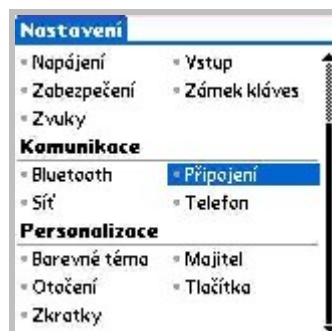 Nastavení
Napájení Vstup
Zabezpečení Zámek kláves
Zvuky
Komunikace
Bluetooth Připojení
Síť Telefon
Personalizace
Barevné téma Majitel
Otočení Tlačítka
Zkratky